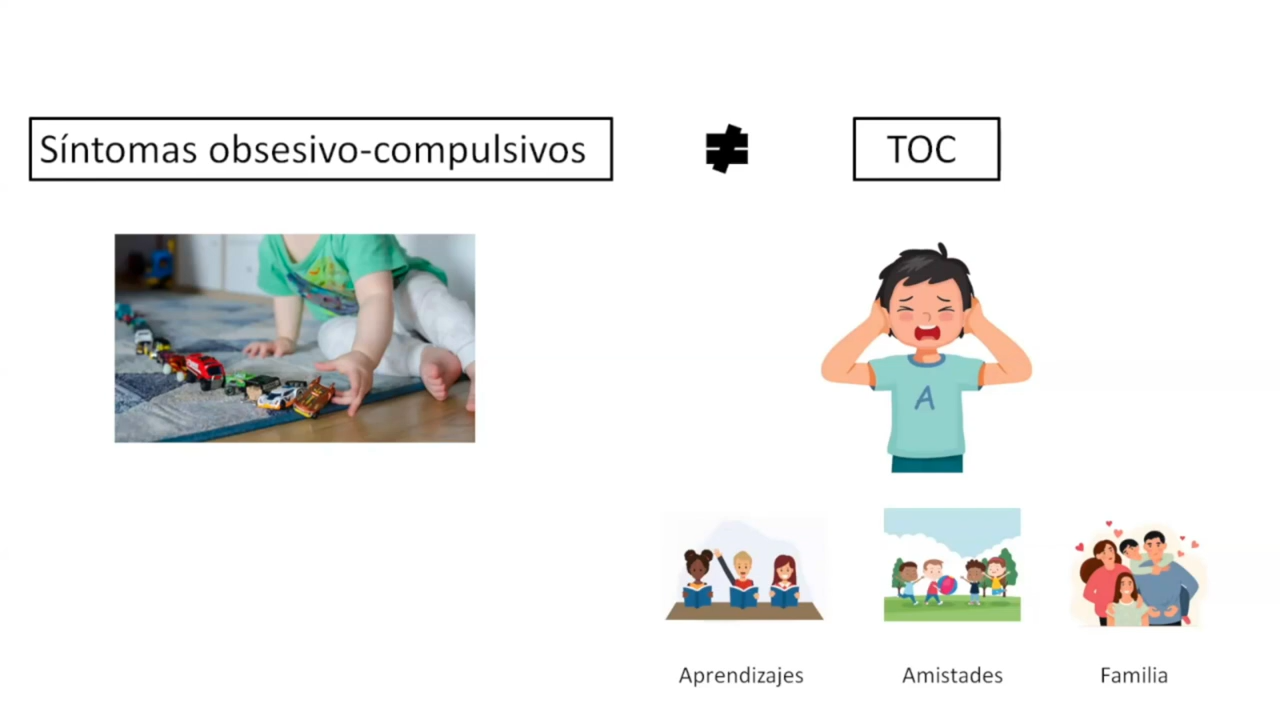 Síntomas obsesivo-compulsivos
≠
TOC
A
Aprendizajes
Amistades
Familia